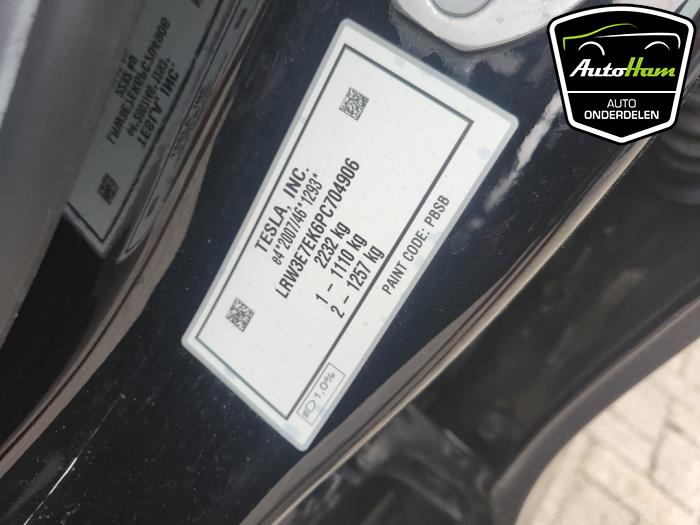 TESLA, INC.
e4*2007/46*1293*
LRW3E7EK6PC704906
2232 kg
1 – 1110 kg
2 – 1257 kg
PAINT CODE: PBSB
1.0%
AutoHam
AUTO
ONDERDELEN